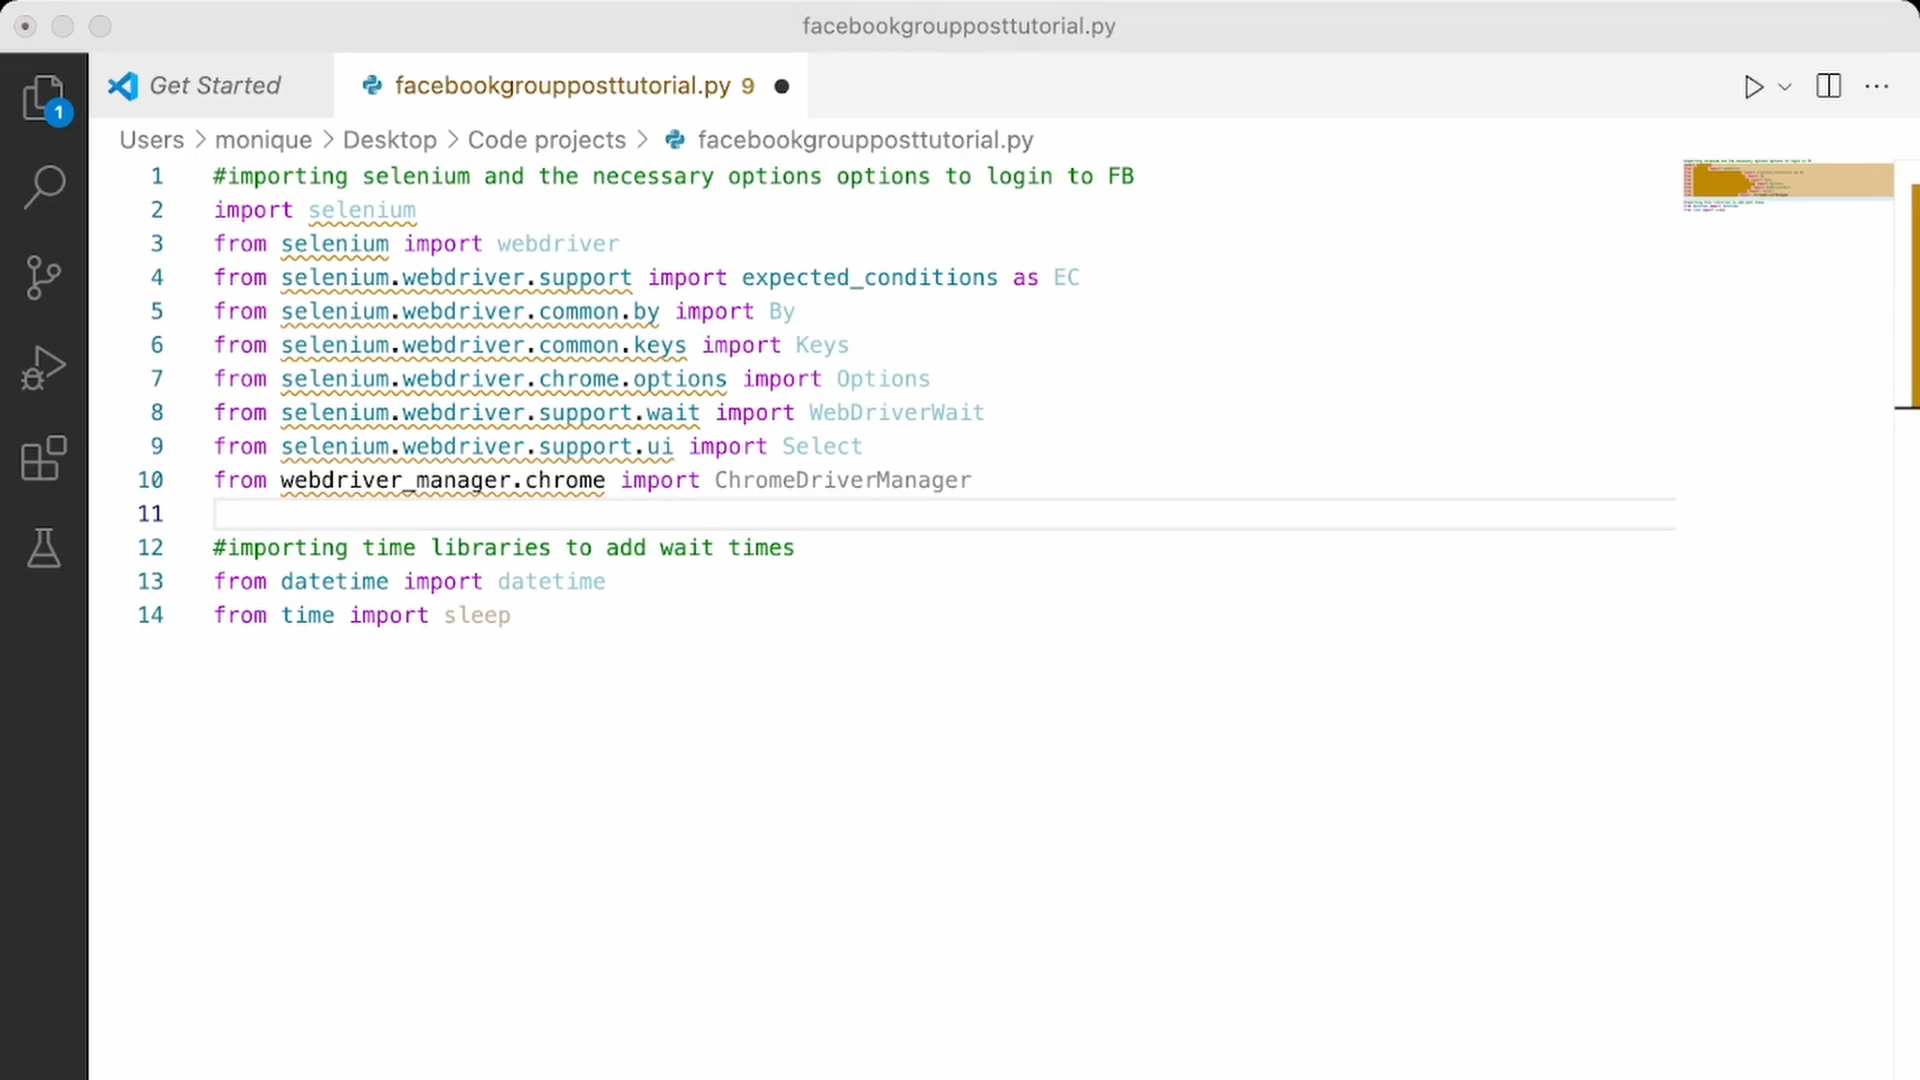 facebookgroupposttutorial.py
Get Started
facebookgroupposttutorial.py 9
1
Users > monique > Desktop > Code projects > facebookgroupposttutorial.py
1 #importing selenium and the necessary options options to login to FB
2 import selenium
3 from selenium import webdriver
4 from selenium.webdriver.support import expected_conditions as EC
5 from selenium.webdriver.common.by import By
6 from selenium.webdriver.common.keys import Keys
7 from selenium.webdriver.chrome.options import Options
8 from selenium.webdriver.support.wait import WebDriverWait
9 from selenium.webdriver.support.ui import Select
10 from webdriver_manager.chrome import ChromeDriverManager
11
12 #importing time libraries to add wait times
13 from datetime import datetime
14 from time import sleep